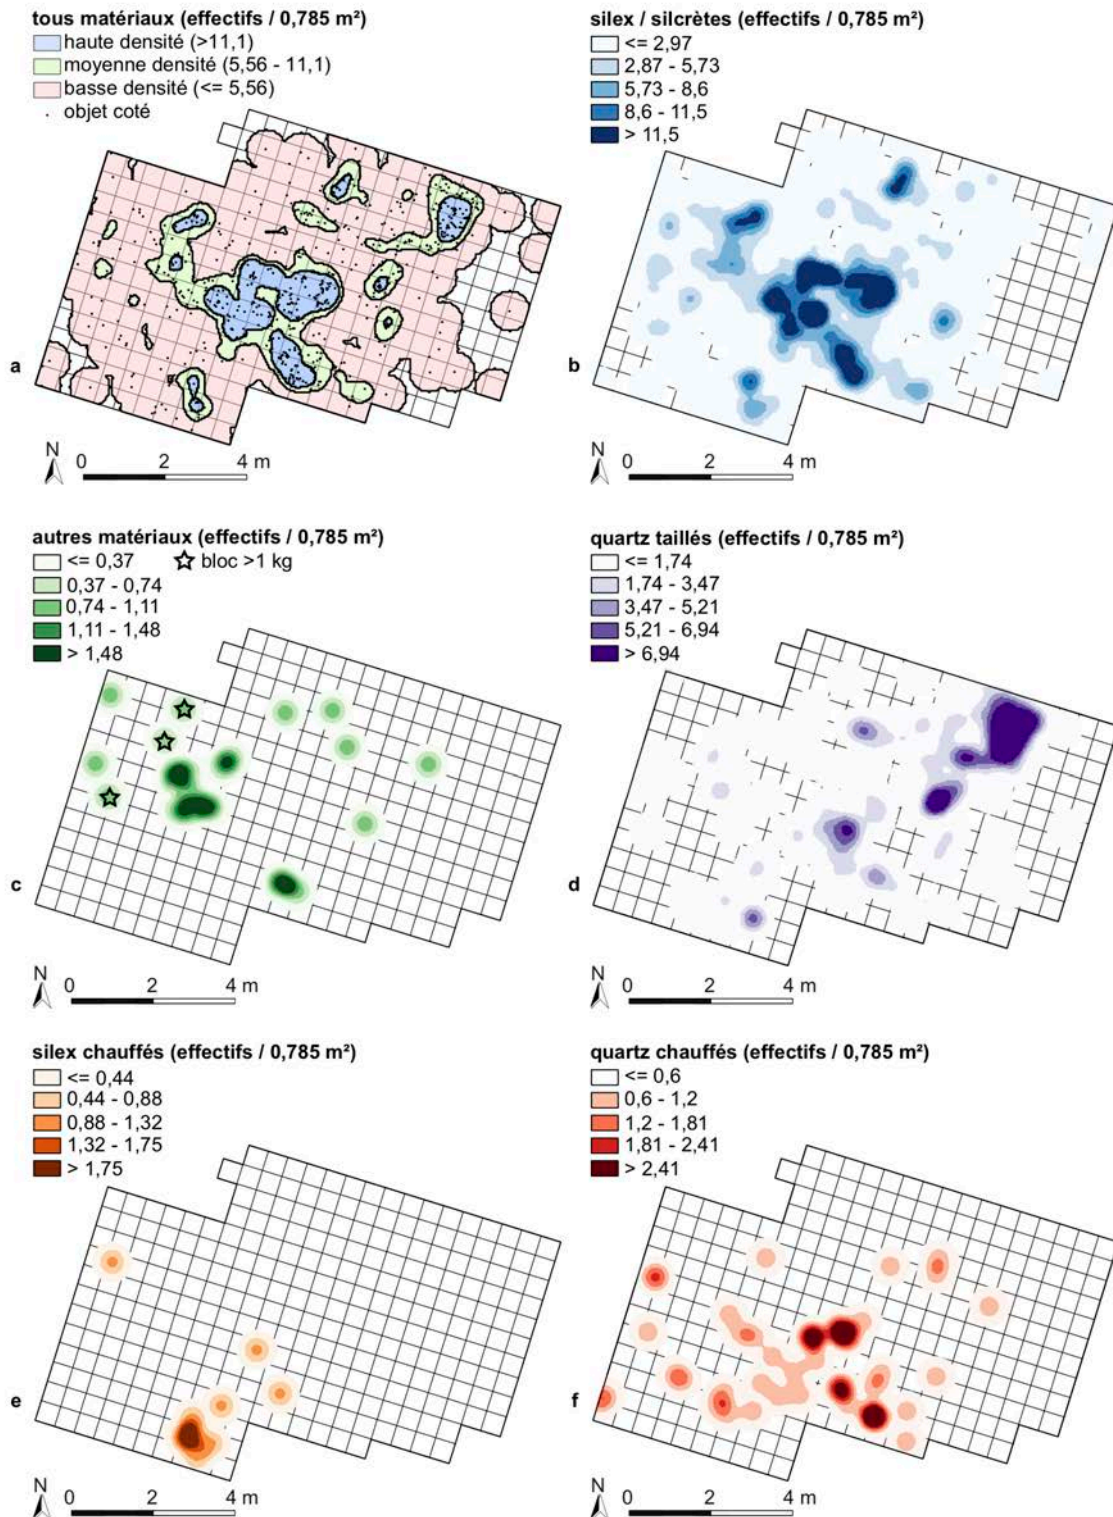 tous matériaux (effectifs / 0,785 m²)
haute densité (>11,1)
moyenne densité (5,56 - 11,1)
basse densité (<= 5,56)
objet coté
a
N
0 2 4 m
silex / silcrètes (effectifs / 0,785 m²)
<= 2,97
2,87 - 5,73
5,73 - 8,6
8,6 - 11,5
> 11,5
b
N
0 2 4 m
autres matériaux (effectifs / 0,785 m²)
<= 0,37
bloc >1 kg
0,37 - 0,74
0,74 - 1,11
1,11 - 1,48
> 1,48
c
N
0 2 4 m
quartz taillés (effectifs / 0,785 m²)
<= 1,74
1,74 - 3,47
3,47 - 5,21
5,21 - 6,94
> 6,94
d
N
0 2 4 m
silex chauffés (effectifs / 0,785 m²)
<= 0,44
0,44 - 0,88
0,88 - 1,32
1,32 - 1,75
> 1,75
e
N
0 2 4 m
quartz chauffés (effectifs / 0,785 m²)
<= 0,6
0,6 - 1,2
1,2 - 1,81
1,81 - 2,41
> 2,41
f
N
0 2 4 m